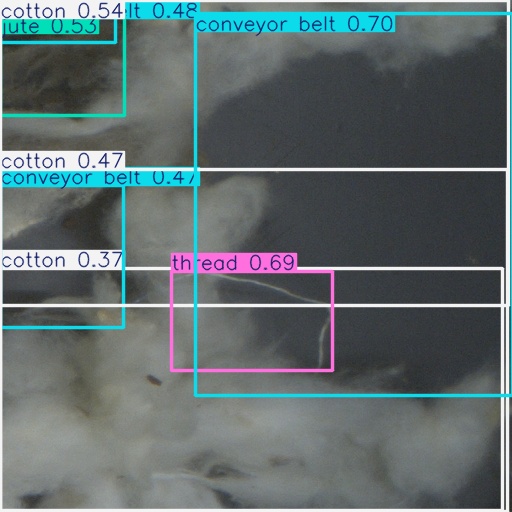 cotton 0.54
lt 0.48
jute 0.53
conveyor belt 0.70
cotton 0.47
conveyor belt 0.47
cotton 0.37
thread 0.69